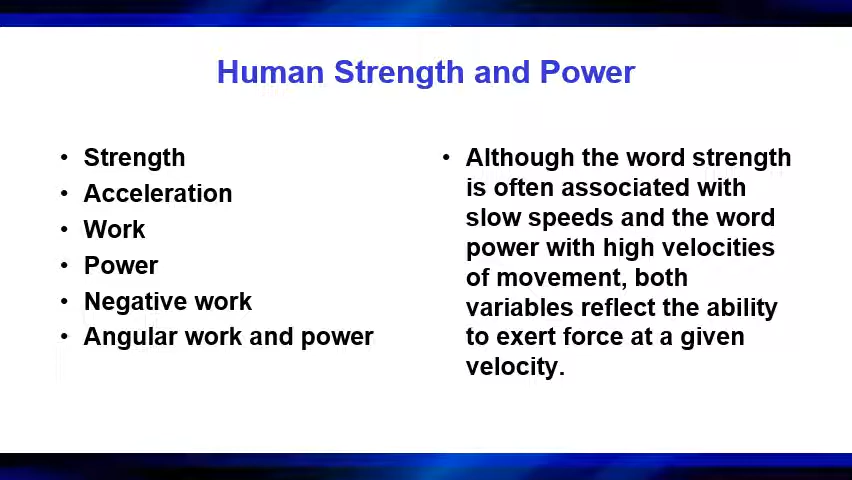 Human Strength and Power
• Strength
• Acceleration
• Work
• Power
• Negative work
• Angular work and power
• Although the word strength
is often associated with
slow speeds and the word
power with high velocities
of movement, both
variables reflect the ability
to exert force at a given
velocity.